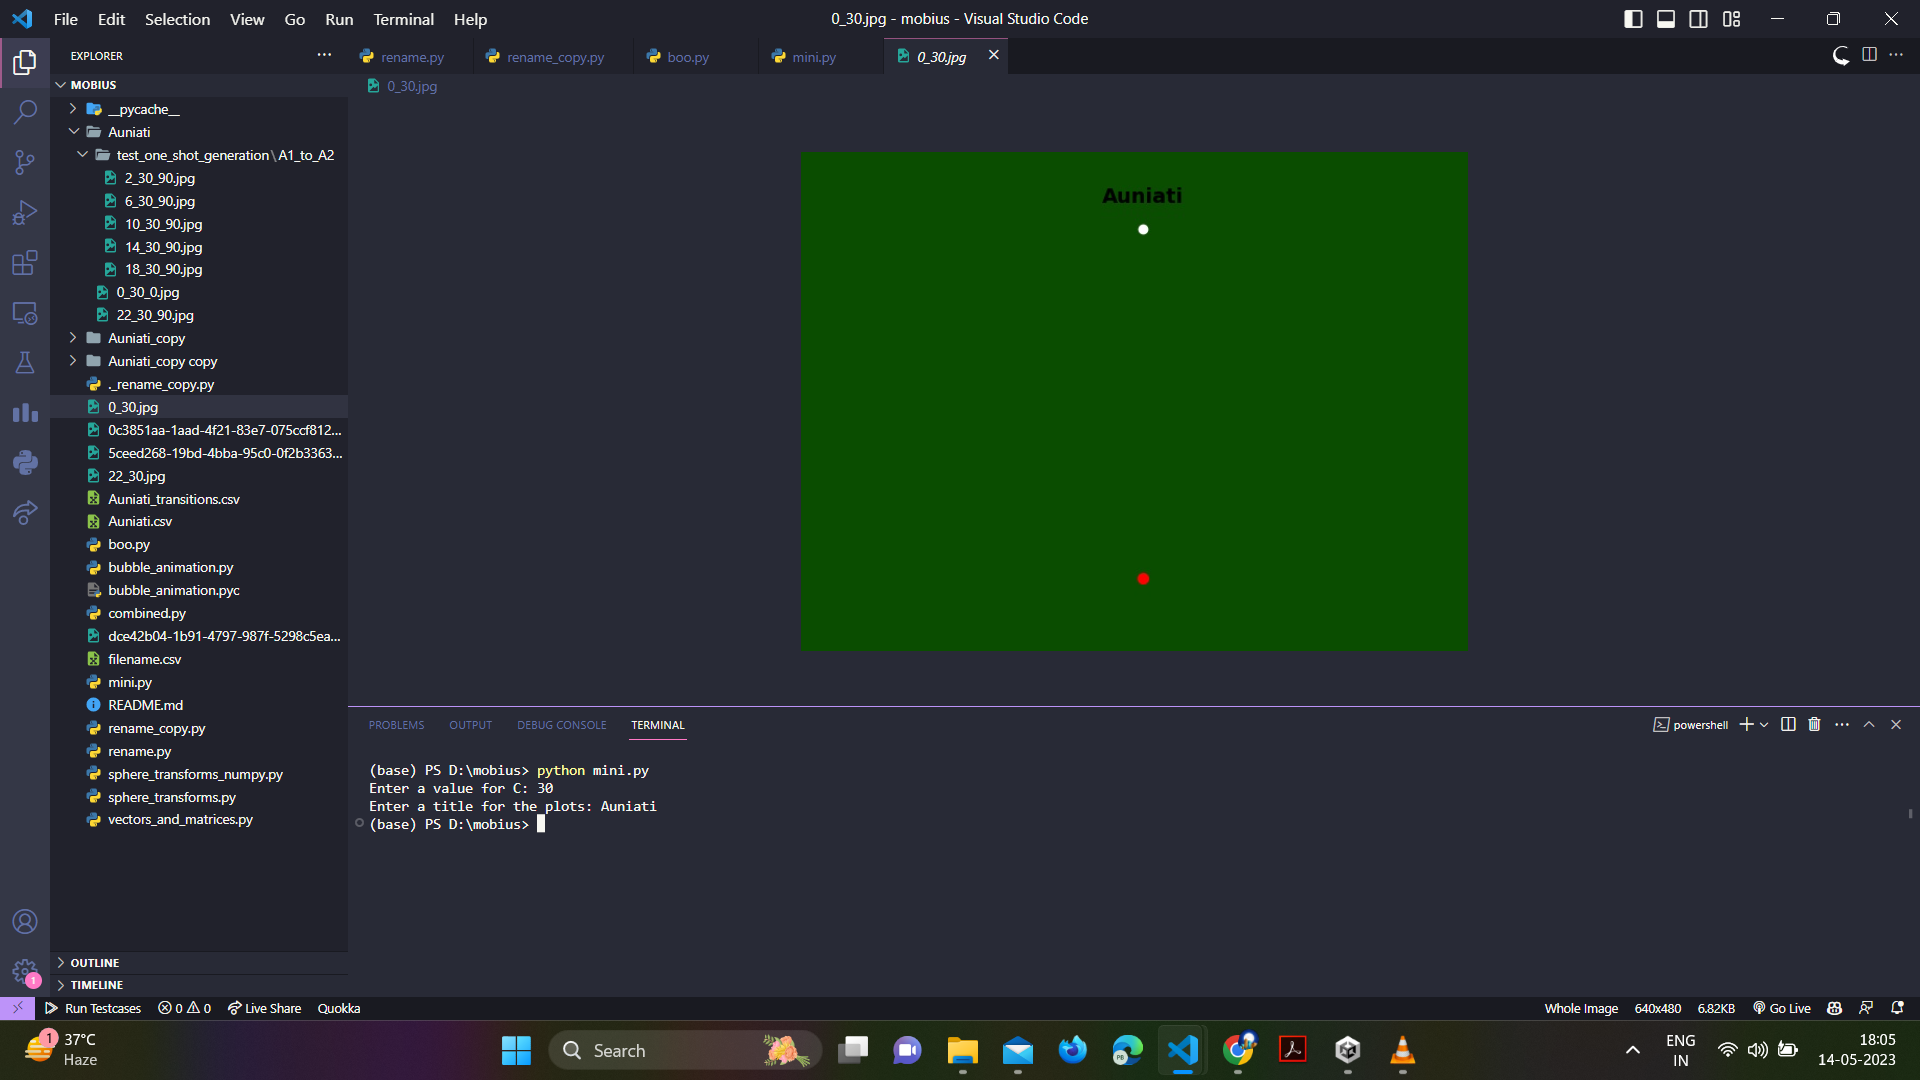 File Edit Selection View Go Run Terminal Help
0_30.jpg - mobius - Visual Studio Code
EXPLORER
MOBIUS
__pycache__
Auniati
test_one_shot_generation\A1_to_A2
2_30_90.jpg
6_30_90.jpg
10_30_90.jpg
14_30_90.jpg
18_30_90.jpg
0_30_0.jpg
22_30_90.jpg
Auniati_copy
Auniati_copy copy
._rename_copy.py
0_30.jpg
0c3851aa-1aad-4f21-83e7-075ccf812...
5ceed268-19bd-4bba-95c0-0f2b3363...
22_30.jpg
Auniati_transitions.csv
Auniati.csv
boo.py
bubble_animation.py
bubble_animation.pyc
combined.py
dce42b04-1b91-4797-987f-5298c5ea...
filename.csv
mini.py
README.md
rename_copy.py
rename.py
sphere_transforms_numpy.py
sphere_transforms.py
vectors_and_matrices.py
OUTLINE
TIMELINE
rename.py rename_copy.py boo.py mini.py 0_30.jpg
0_30.jpg
Auniati
PROBLEMS OUTPUT DEBUG CONSOLE TERMINAL
powershell
(base) PS D:\mobius> python mini.py
Enter a value for C: 30
Enter a title for the plots: Auniati
(base) PS D:\mobius>
1
Run Testcases 0 0 Live Share Quokka
Whole Image 640x480 6.82KB Go Live
1
37°C
Haze
Search
PB
ENG
IN
18:05
14-05-2023